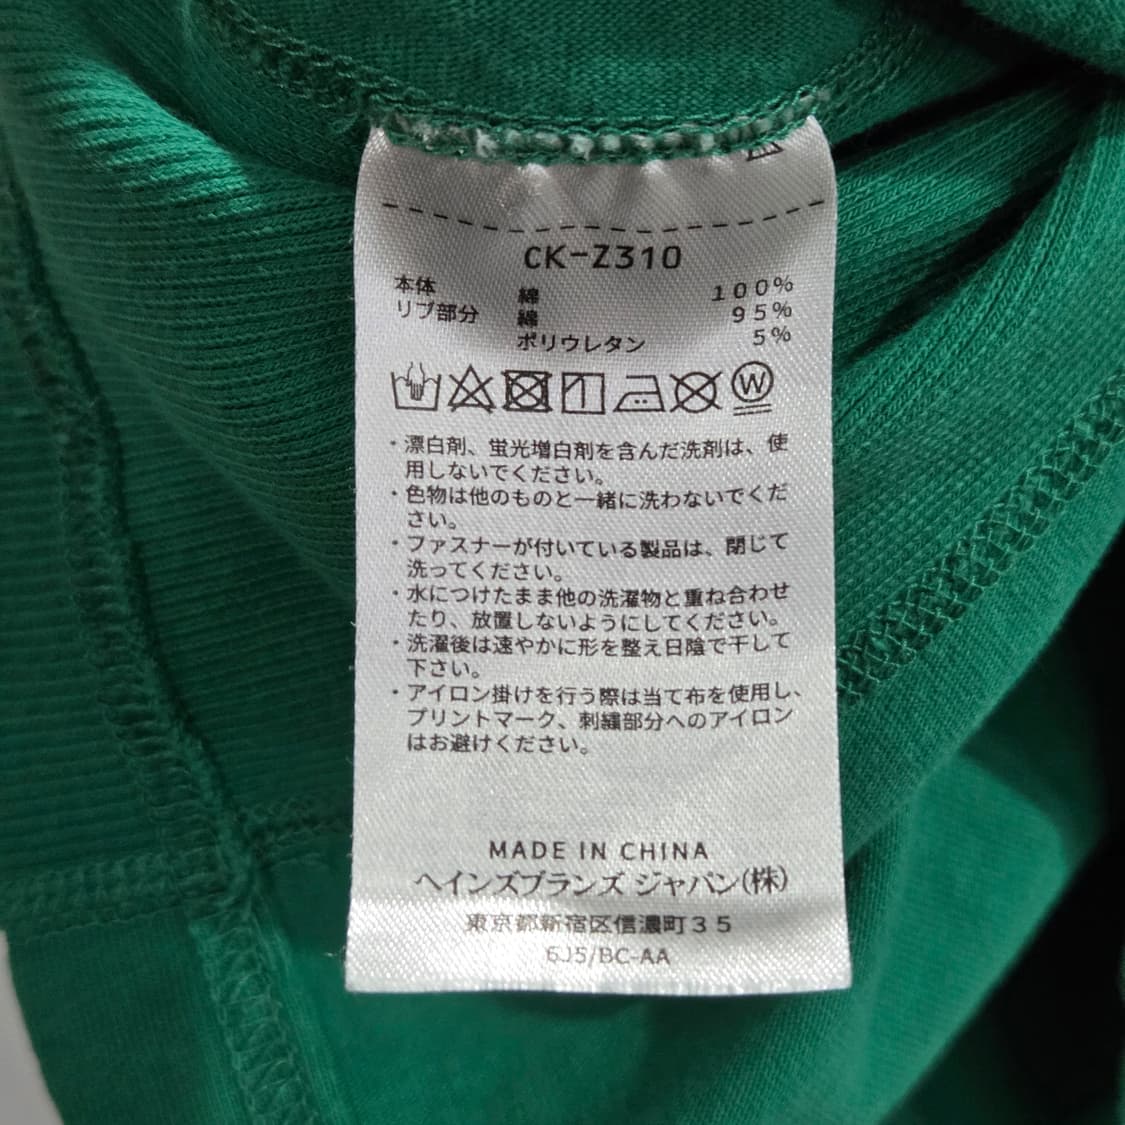 CK-Z310
本体 綿 100%
リブ部分 綿 95%
ポリウレタン 5%
W
・漂白剤、蛍光増白剤を含んだ洗剤は、使
用しないでください。
・色物は他のものと一緒に洗わないでくだ
さい。
・ファスナーが付いている製品は、閉じて
洗ってください。
・水につけたまま他の洗濯物と重ね合わせ
たり、放置しないようにしてください。
・洗濯後は速やかに形を整え日陰で干して
下さい。
・アイロン掛けを行う際は当て布を使用し、
プリントマーク、刺繍部分へのアイロン
はお避けください。
MADE IN CHINA
ヘインズブランズ ジャパン(株)
東京都新宿区信濃町35
6J5/BC-AA